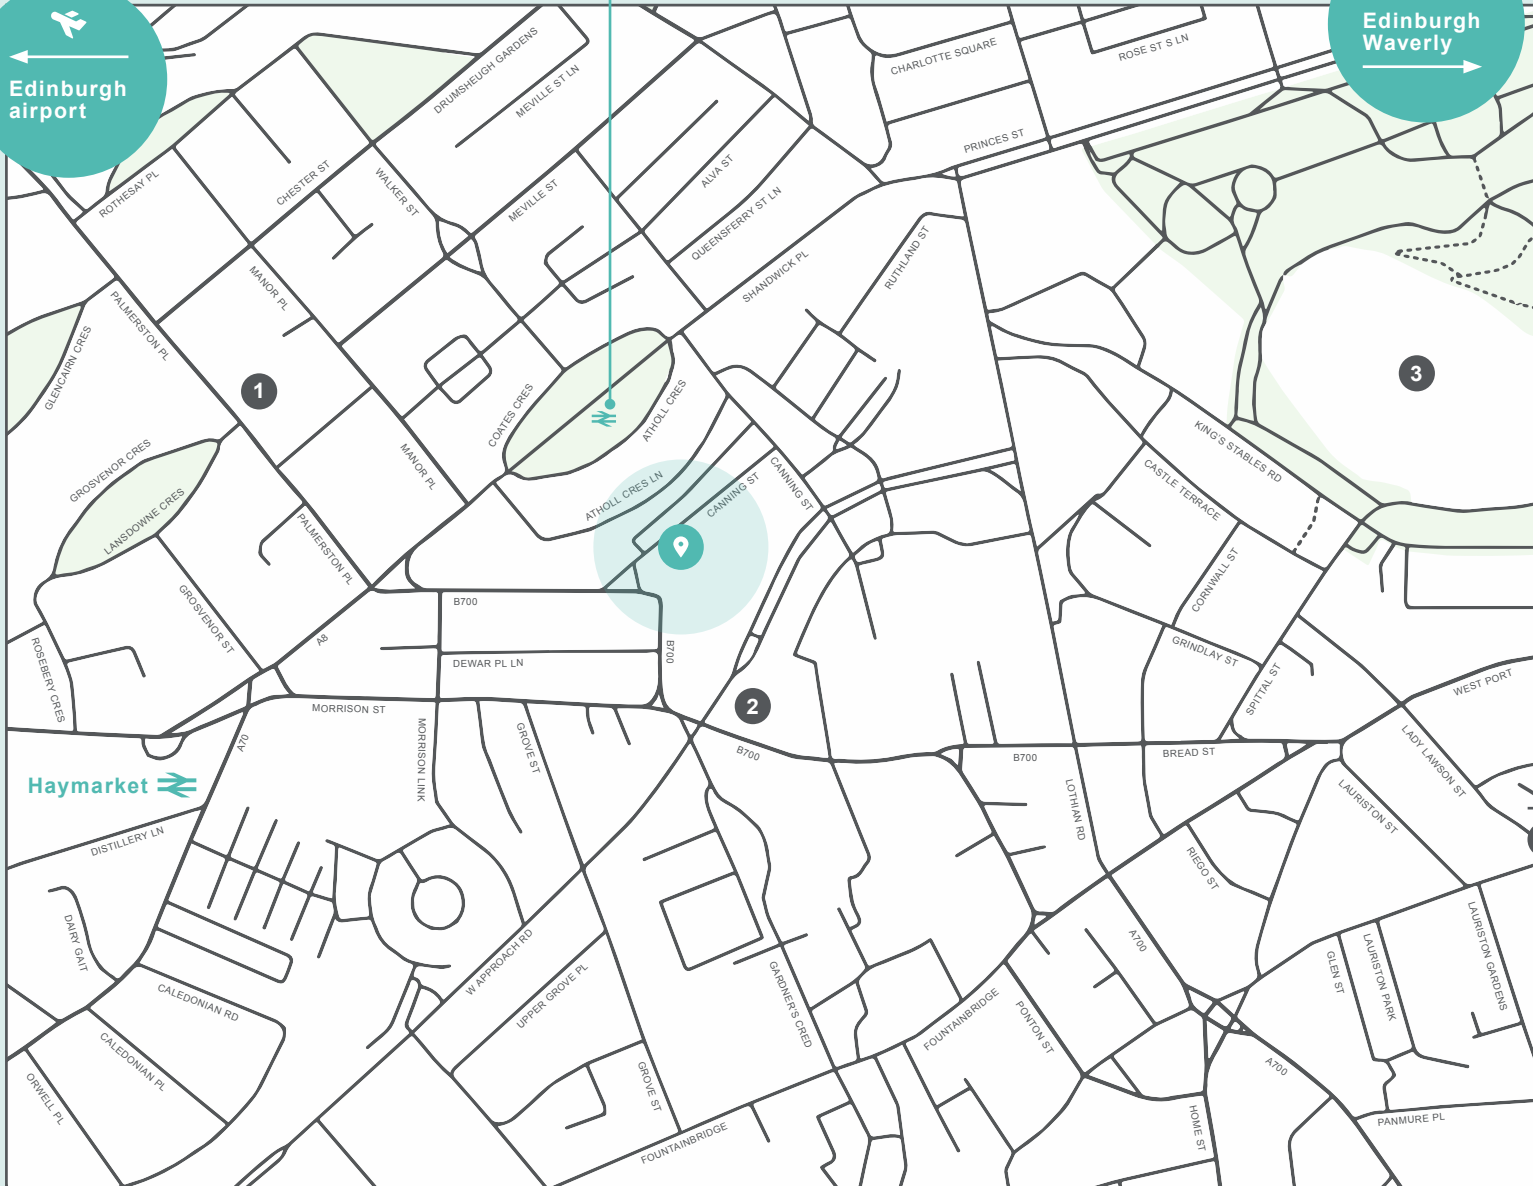 Edinburgh
airport
Edinburgh
Waverly
CHARLOTTE SQUARE
ROSE ST S LN
DRUMSHEUGH GARDENS
MEVILLE ST LN
PRINCES ST
ROTHESAY PL
CHESTER ST
WALKER ST
MEVILLE ST
ALVA ST
QUEENSFERRY ST LN
SHANDWICK PL
RUTHLAND ST
MANOR PL
PALMERSTON PL
GLENCAIRN CRES
1
3
COATES CRES
ATHOLL CRES
GROSVENOR CRES
MANOR PL
LANSDOWNE CRES
PALMERSTON PL
ATHOLL CRES LN
CANNING ST
CANNING ST
KING'S STABLES RD
CASTLE TERRACE
CORNWALL ST
GRINDLAY ST
SPITTAL ST
WEST PORT
GROSVENOR ST
A8
B700
B700
DEWAR PL LN
ROSEBERY CRES
MORRISON ST
MORRISON LINK
GROVE ST
2
B700
B700
BREAD ST
LADY LAWSON ST
LAURISTON ST
A70
Haymarket
DISTILLERY LN
DAIRY GAIT
LOTHIAN RD
RIEGO ST
A700
GLEN ST
LAURISTON PARK
LAURISTON GARDENS
W APPROACH RD
UPPER GROVE PL
GARDNER'S CRED
CALEDONIAN RD
CALEDONIAN PL
ORWELL PL
FOUNTAINBRIDGE
PONTON ST
GROVE ST
FOUNTAINBRIDGE
A700
HOME ST
PANMURE PL